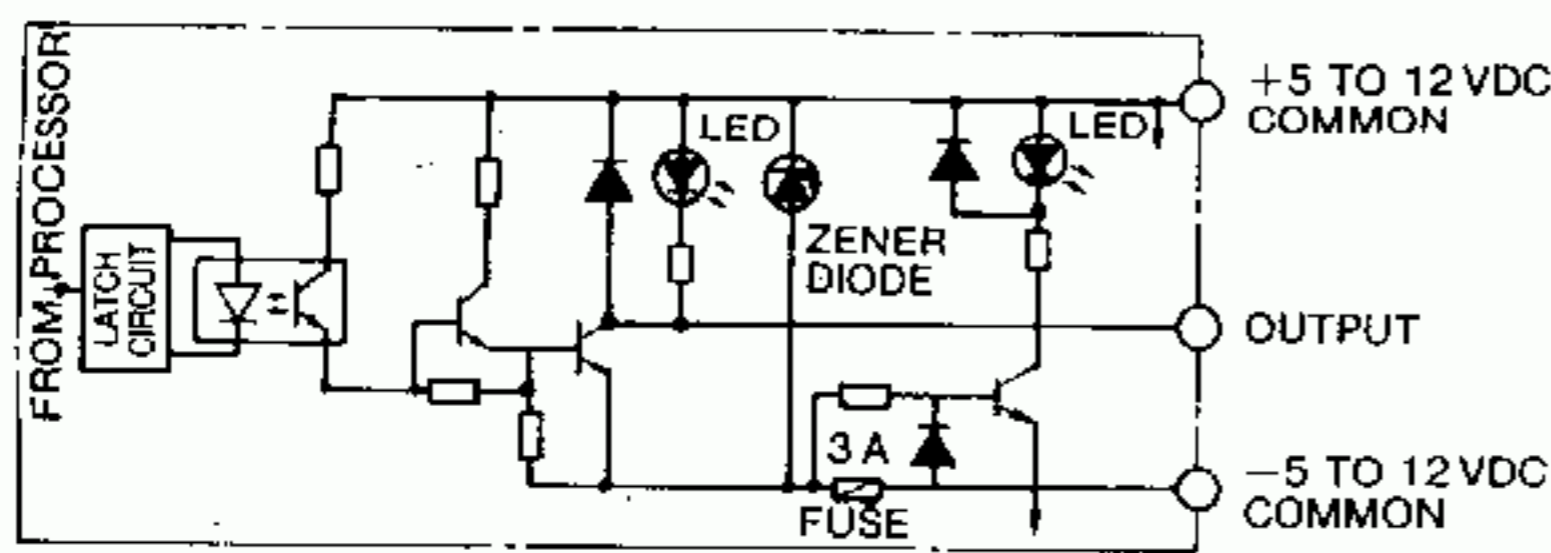 FROM PROCESSOR
LATCH
CIRCUIT
LED
ZENER
DIODE
LED
3 A
FUSE
+5 TO 12 VDC
COMMON
OUTPUT
−5 TO 12 VDC
COMMON